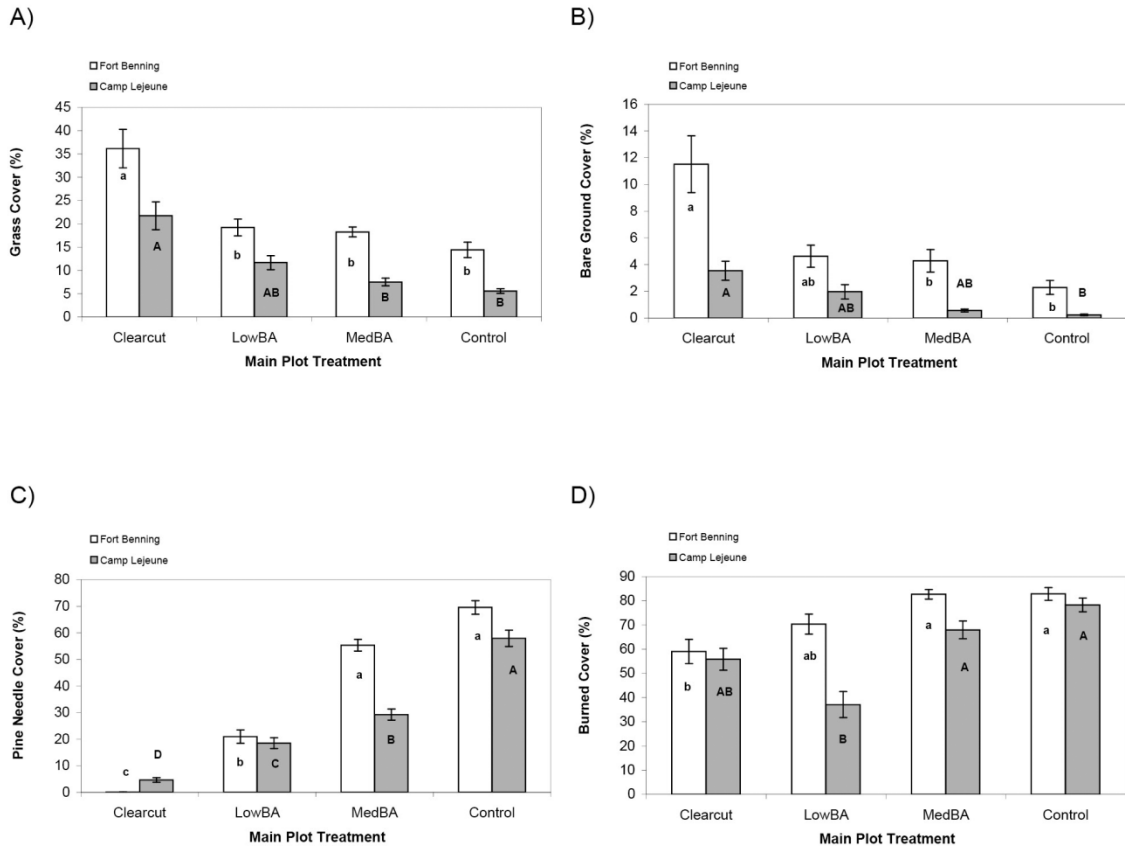 A)
Fort Benning
Camp Lejeune
Grass Cover (%)
45
40
35
30
25
20
15
10
5
0
a
A
b
AB
b
B
b
B
Clearcut LowBA MedBA Control
Main Plot Treatment
B)
Fort Benning
Camp Lejeune
Bare Ground Cover (%)
16
14
12
10
8
6
4
2
0
a
A
ab
AB
b
AB
b
B
Clearcut LowBA MedBA Control
Main Plot Treatment
C)
Fort Benning
Camp Lejeune
Pine Needle Cover (%)
80
70
60
50
40
30
20
10
0
c
D
b
C
a
B
a
A
Clearcut LowBA MedBA Control
Main Plot Treatment
D)
Fort Benning
Camp Lejeune
Burned Cover (%)
90
80
70
60
50
40
30
20
10
0
b
AB
ab
B
a
A
a
A
Clearcut LowBA MedBA Control
Main Plot Treatment